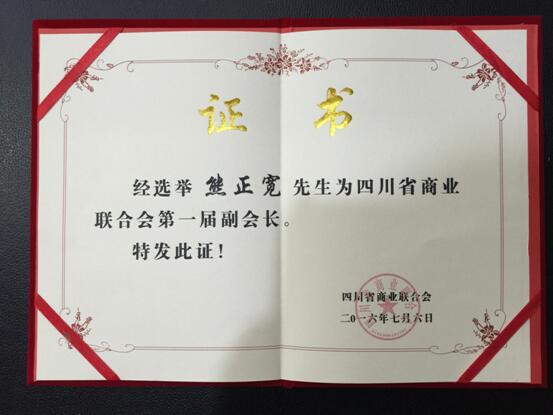 证 书
经选举 熊正宽 先生为四川省商业
联合会第一届副会长。
特发此证！
四川省商业联合会
二〇一六年七月六日